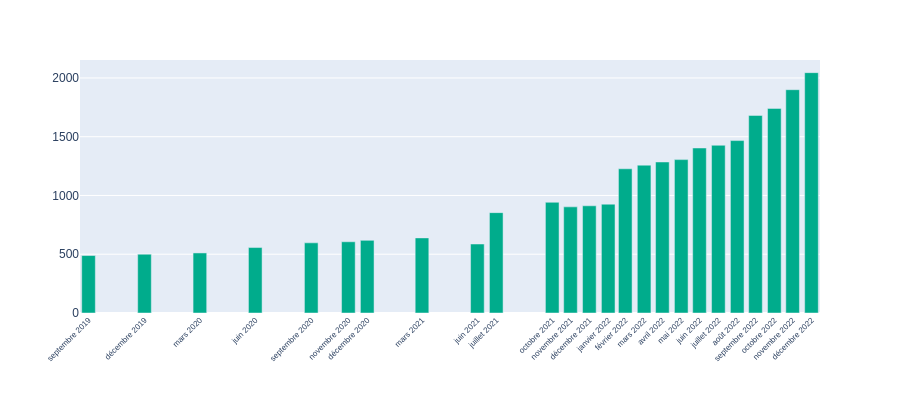 2000
1500
1000
500
0
septembre 2019
décembre 2019
mars 2020
juin 2020
septembre 2020
novembre 2020
décembre 2020
mars 2021
juin 2021
juillet 2021
octobre 2021
novembre 2021
décembre 2021
janvier 2022
février 2022
mars 2022
avril 2022
mai 2022
juin 2022
juillet 2022
août 2022
septembre 2022
octobre 2022
novembre 2022
décembre 2022